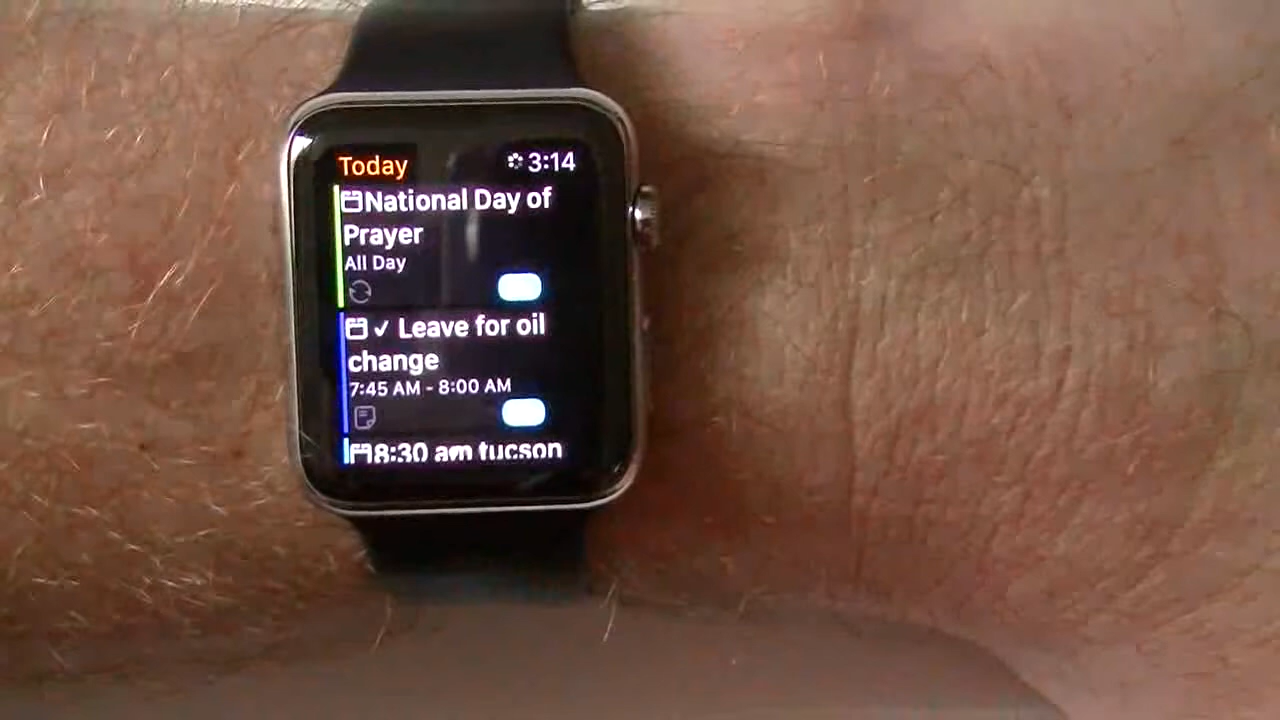 Today 3:14
National Day of
Prayer
All Day
✓ Leave for oil
change
7:45 AM - 8:00 AM
8:30 am tucson